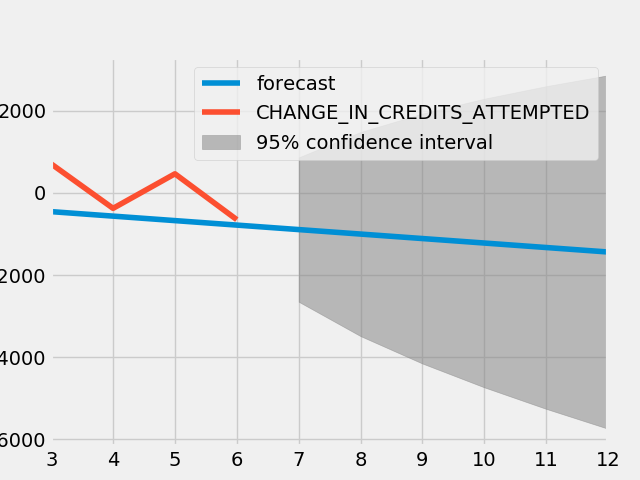 forecast
CHANGE_IN_CREDITS_ATTEMPTED
95% confidence interval
2000
0
2000
4000
6000
3 4 5 6 7 8 9 10 11 12